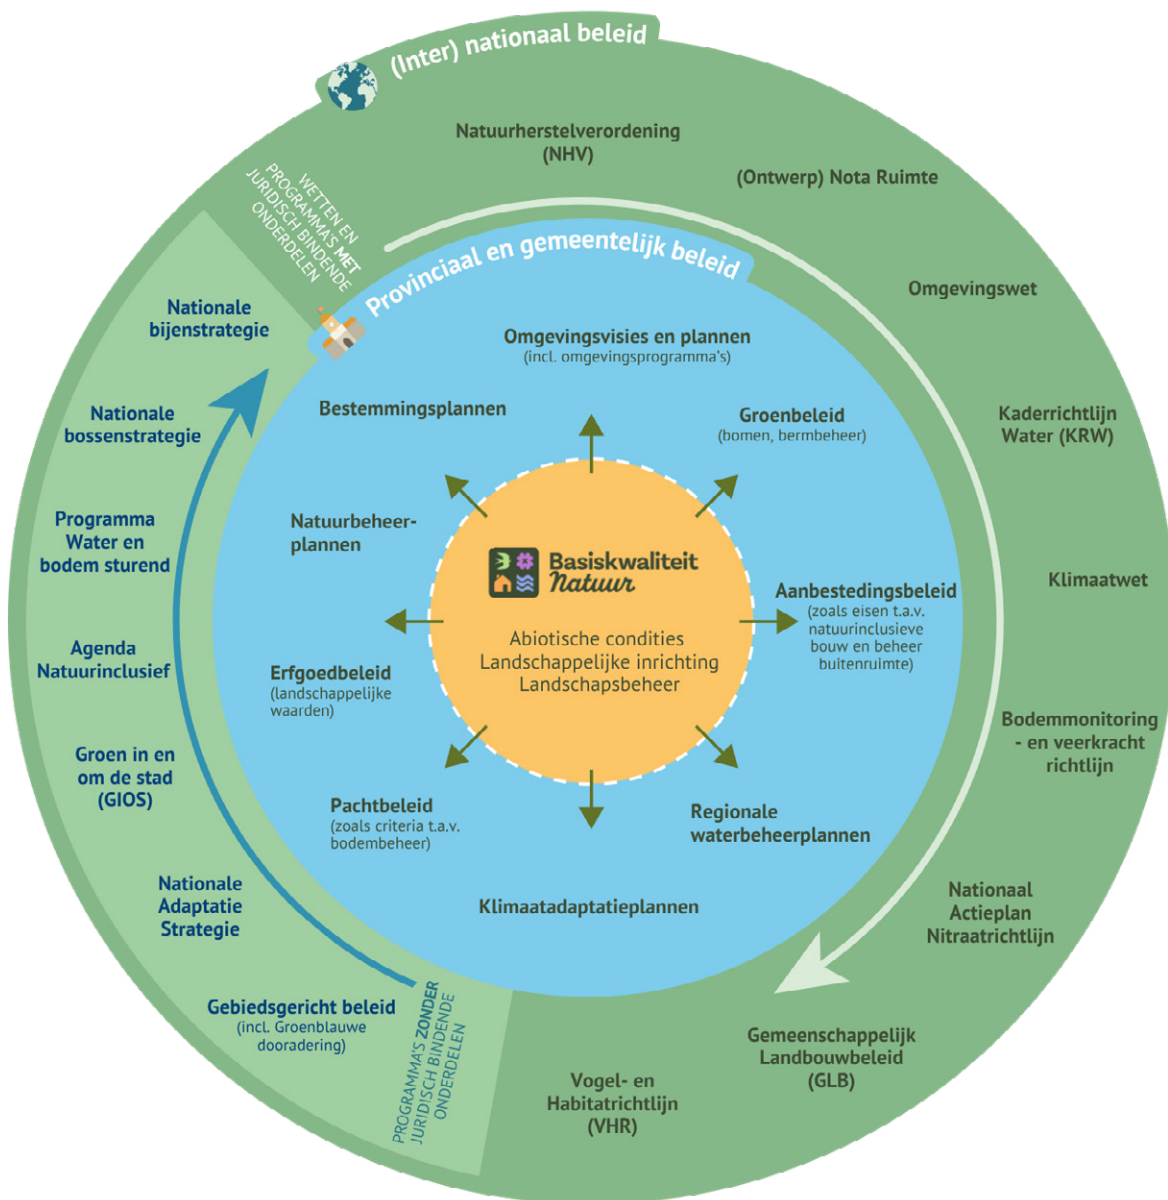 (Inter) nationaal beleid
WETTEN EN
PROGRAMMA'S MET
JURIDISCH BINDENDE
ONDERDELEN
Natuurherstelverordening
(NHV)
(Ontwerp) Nota Ruimte
Omgevingswet
Kaderrichtlijn
Water (KRW)
Klimaatwet
Bodemmonitoring
- en veerkracht
richtlijn
Nationaal
Actieplan
Nitraatrichtlijn
Gemeenschappelijk
Landbouwbeleid
(GLB)
Vogel- en
Habitatrichtlijn
(VHR)
PROGRAMMA'S ZONDER
JURIDISCH BINDENDE
ONDERDELEN
Gebiedsgericht beleid
(incl. Groenblauwe
dooradering)
Nationale
Adaptatie
Strategie
Groen in en
om de stad
(GIOS)
Agenda
Natuurinclusief
Programma
Water en
bodem sturend
Nationale
bossenstrategie
Nationale
bijenstrategie
Provinciaal en gemeentelijk beleid
Omgevingsvisies en plannen
(incl. omgevingsprogramma's)
Groenbeleid
(bomen, bermbeheer)
Aanbestedingsbeleid
(zoals eisen t.a.v.
natuurinclusieve
bouw en beheer
buitenruimte)
Regionale
waterbeheerplannen
Klimaatadaptatieplannen
Pachtbeleid
(zoals criteria t.a.v.
bodembeheer)
Erfgoedbeleid
(landschappelijke
waarden)
Natuurbeheer-
plannen
Bestemmingsplannen
Basiskwaliteit
Natuur
Abiotische condities
Landschappelijke inrichting
Landschapsbeheer